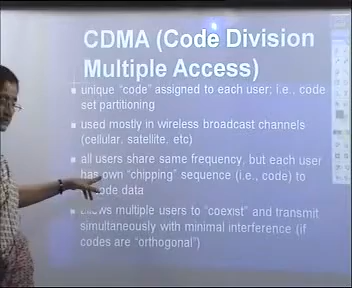 CDMA (Code Division
Multiple Access)
unique "code" assigned to each user; i.e., code
set partitioning
used mostly in wireless broadcast channels
(cellular, satellite, etc)
all users share same frequency, but each user
has own "chipping" sequence (i.e., code) to
code data
multiple users to "coexist" and transmit
simultaneously with minimal interference (if
codes are "orthogonal")